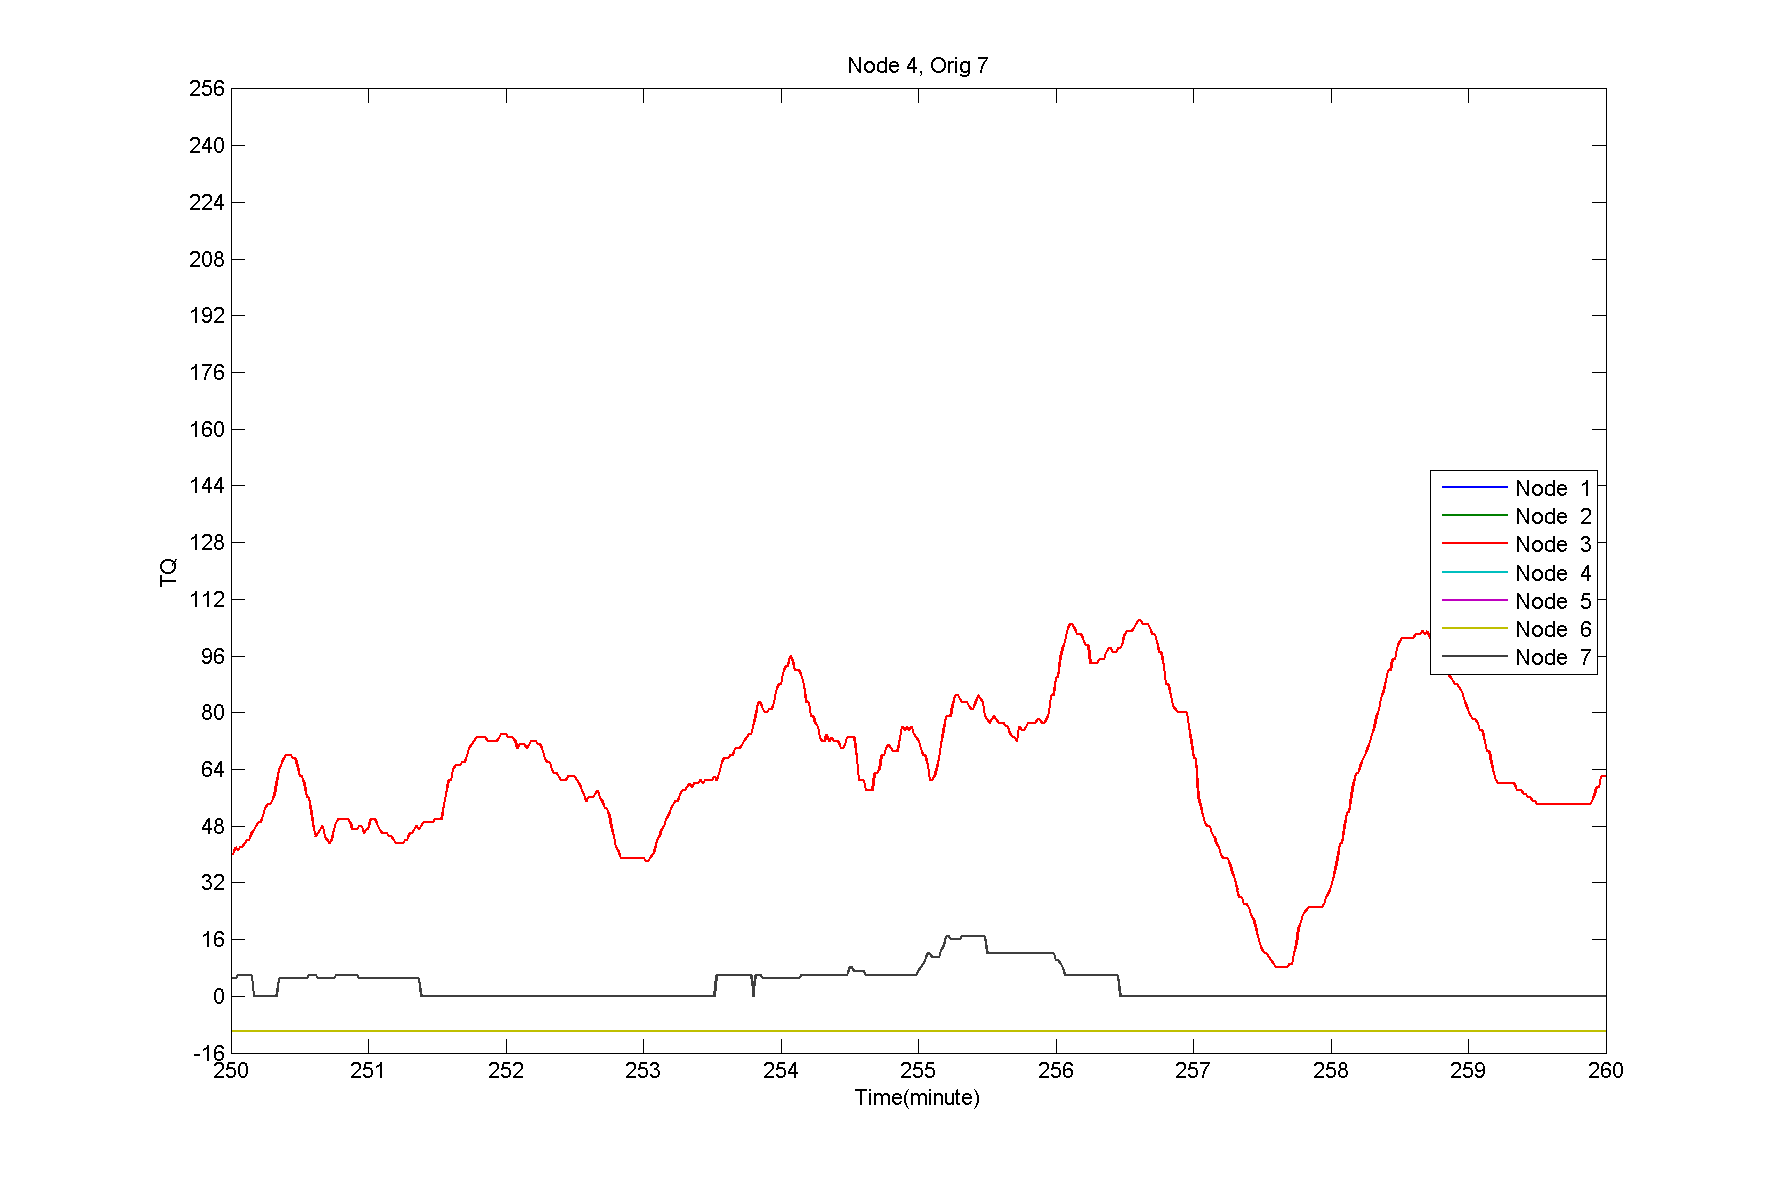 Node 4, Orig 7
256
240
224
208
192
176
160
144
128
112
96
80
64
48
32
16
0
-16
TQ
Node 1
Node 2
Node 3
Node 4
Node 5
Node 6
Node 7
250 251 252 253 254 255 256 257 258 259 260
Time(minute)